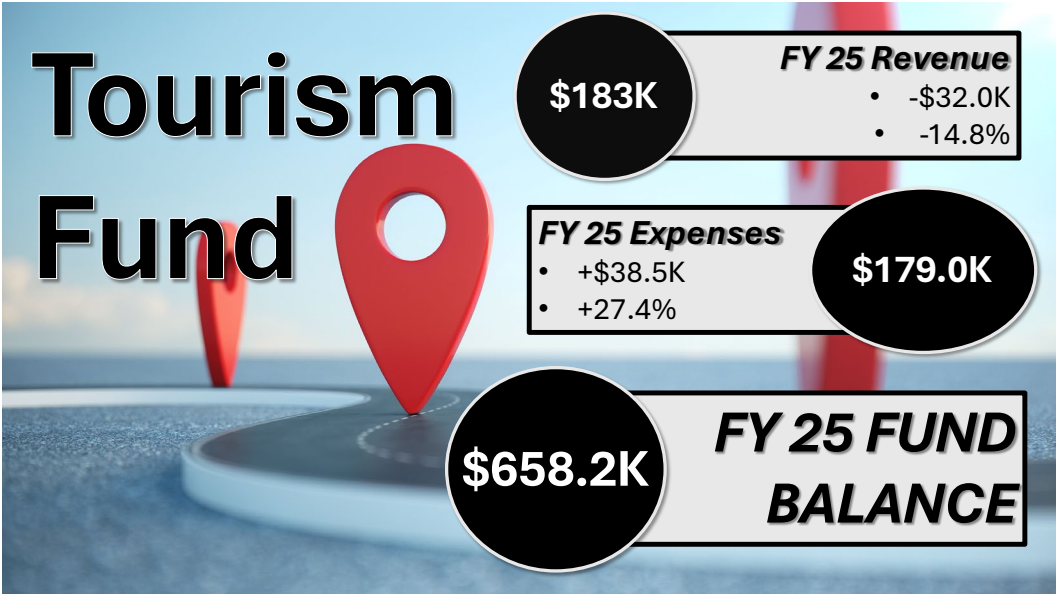 Tourism
Fund
$183K
FY 25 Revenue
• -$32.0K
• -14.8%
FY 25 Expenses
• +$38.5K
• +27.4%
$179.0K
$658.2K
FY 25 FUND
BALANCE